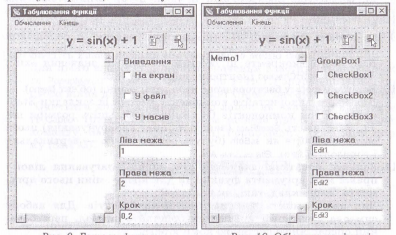 Табулювання функції
Обчислення Кінець
y = sin(x) + 1
Виведення
На екран
У файл
У масив
Ліва межа
1
Права межа
2
Крок
0,2
Табулювання функції
Обчислення Кінець
y = sin(x) + 1
Memo1
GroupBox1
CheckBox1
CheckBox2
CheckBox3
Ліва межа
Edit1
Права межа
Edit2
Крок
Edit3